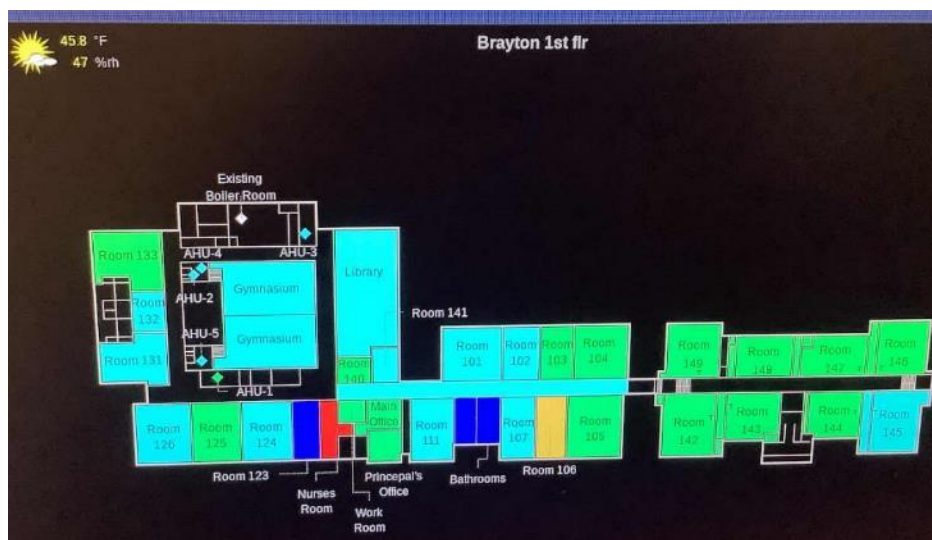 45.8 °F
47 %rh
Brayton 1st flr
Existing
Boiler Room
Room 133
AHU-4
AHU-3
Library
Gymnasium
AHU-2
Room
132
Room 141
AHU-5
Gymnasium
Room 131
Room
101
Room
102
Room
103
Room
104
Room
149
Room
148
Room
147
Room
146
Room
140
AHU-1
Main
Office
Room
126
Room
125
Room
124
Room
111
Room
107
Room
105
Room
142
Room
143
Room
144
Room
145
Room 123
Nurses
Room
Work
Room
Princepal's
Office
Bathrooms
Room 106